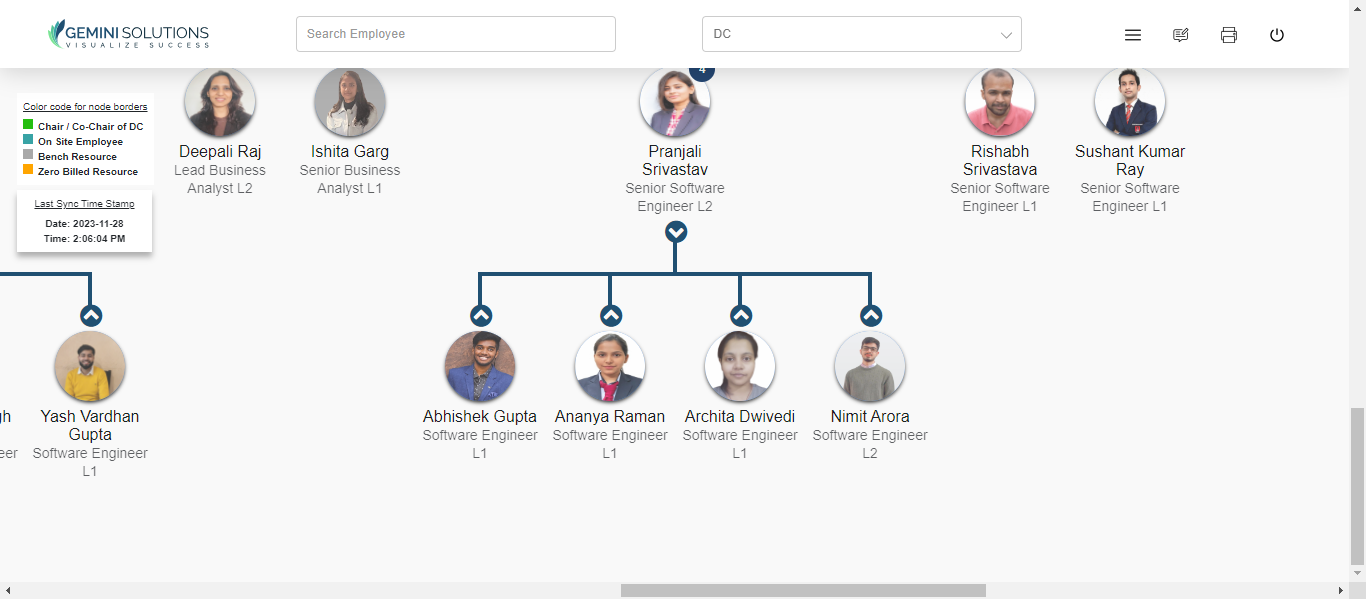 GEMINI SOLUTIONS
VISUALIZE SUCCESS
Search Employee
DC
4
Color code for node borders
Chair / Co-Chair of DC
On Site Employee
Bench Resource
Zero Billed Resource
Last Sync Time Stamp
Date: 2023-11-28
Time: 2:06:04 PM
Deepali Raj
Lead Business
Analyst L2
Ishita Garg
Senior Business
Analyst L1
Pranjali
Srivastav
Senior Software
Engineer L2
Rishabh
Srivastava
Senior Software
Engineer L1
Sushant Kumar
Ray
Senior Software
Engineer L1
Yash Vardhan
Gupta
Software Engineer
L1
Abhishek Gupta
Software Engineer
L1
Ananya Raman
Software Engineer
L1
Archita Dwivedi
Software Engineer
L1
Nimit Arora
Software Engineer
L2